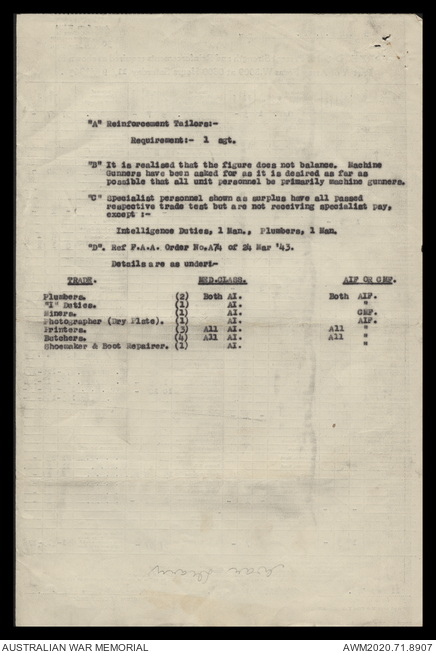 "A" Reinforcement Tailors:-
Requirement:- 1 sgt.
"B" It is realised that the figure does not balance. Machine
Gunners have been asked for as it is desired as far as
possible that all unit personnel be primarily machine gunners.
"C" Specialist personnel shown as surplus have all passed
respective trade test but are not receiving specialist pay,
except :-
Intelligence Duties, 1 Man., Plumbers, 1 Man.
"D". Ref F.A.A. Order No.A74 of 24 Mar '43.
Details are as under:-
TRADE. MED.CLASS. AIF OR CMF.
Plumbers. (2) Both AI. Both AIF.
"I" Duties. (1) AI. "
Miners. (1) AI. CMF.
Photographer (Dry Plate). (1) AI. AIF.
Printers. (3) All AI. All "
Butchers. (4) All AI. All "
Shoemaker & Boot Repairer. (1) AI. "
AUSTRALIAN WAR MEMORIAL AWM2020.71.8907